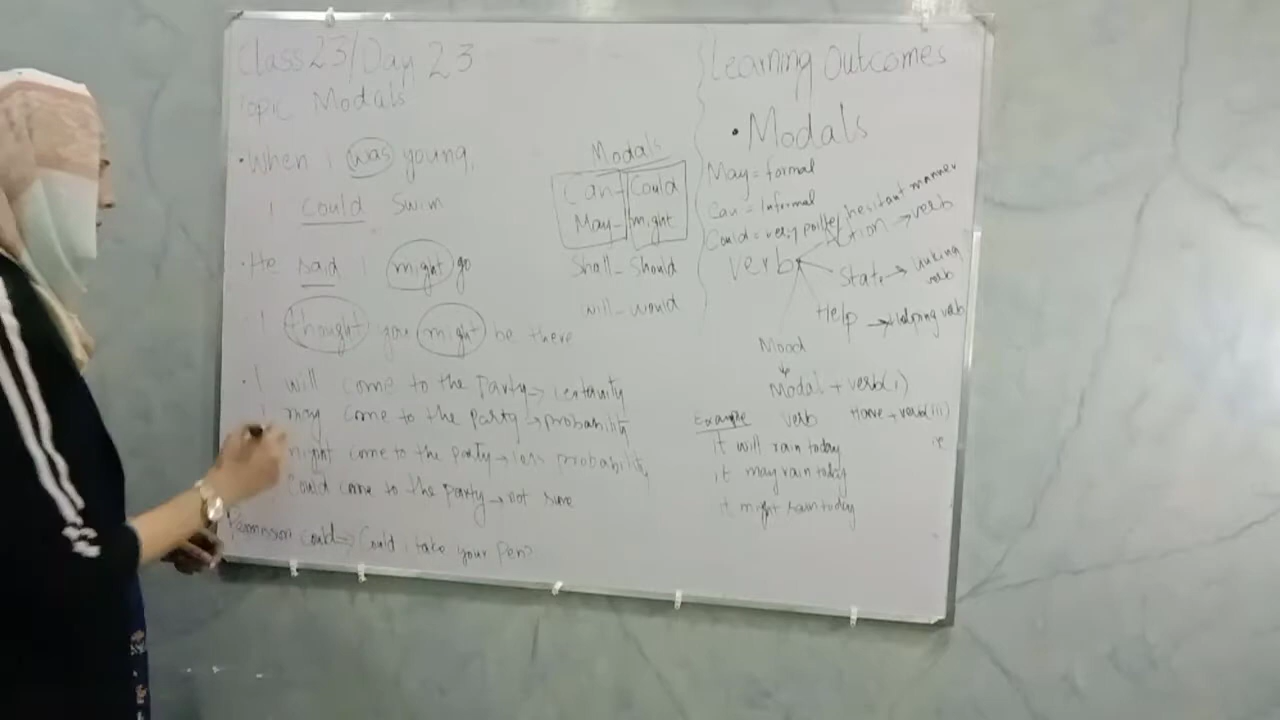 Class 23/Day 23
Topic Modals
• When I was young,
I could swim
• He said I might go
I thought you might be there
• I will come to the party → certainity
I may come to the party → probability
might come to the party → less probability
could come to the party → not sure
Permission could → Could i take your pen?
Modals
Can - Could
May - might
Shall - Should
will - would
Learning Outcomes
• Modals
May = formal
Can = Informal
Could = very polite/hesitant manner
verb
Action → verb
State → linking verb
Help → Helping verb
Mood
Modal + verb(i)
verb Have + verb(iii)
Example
it will rain today
it may rain today
it might rain today